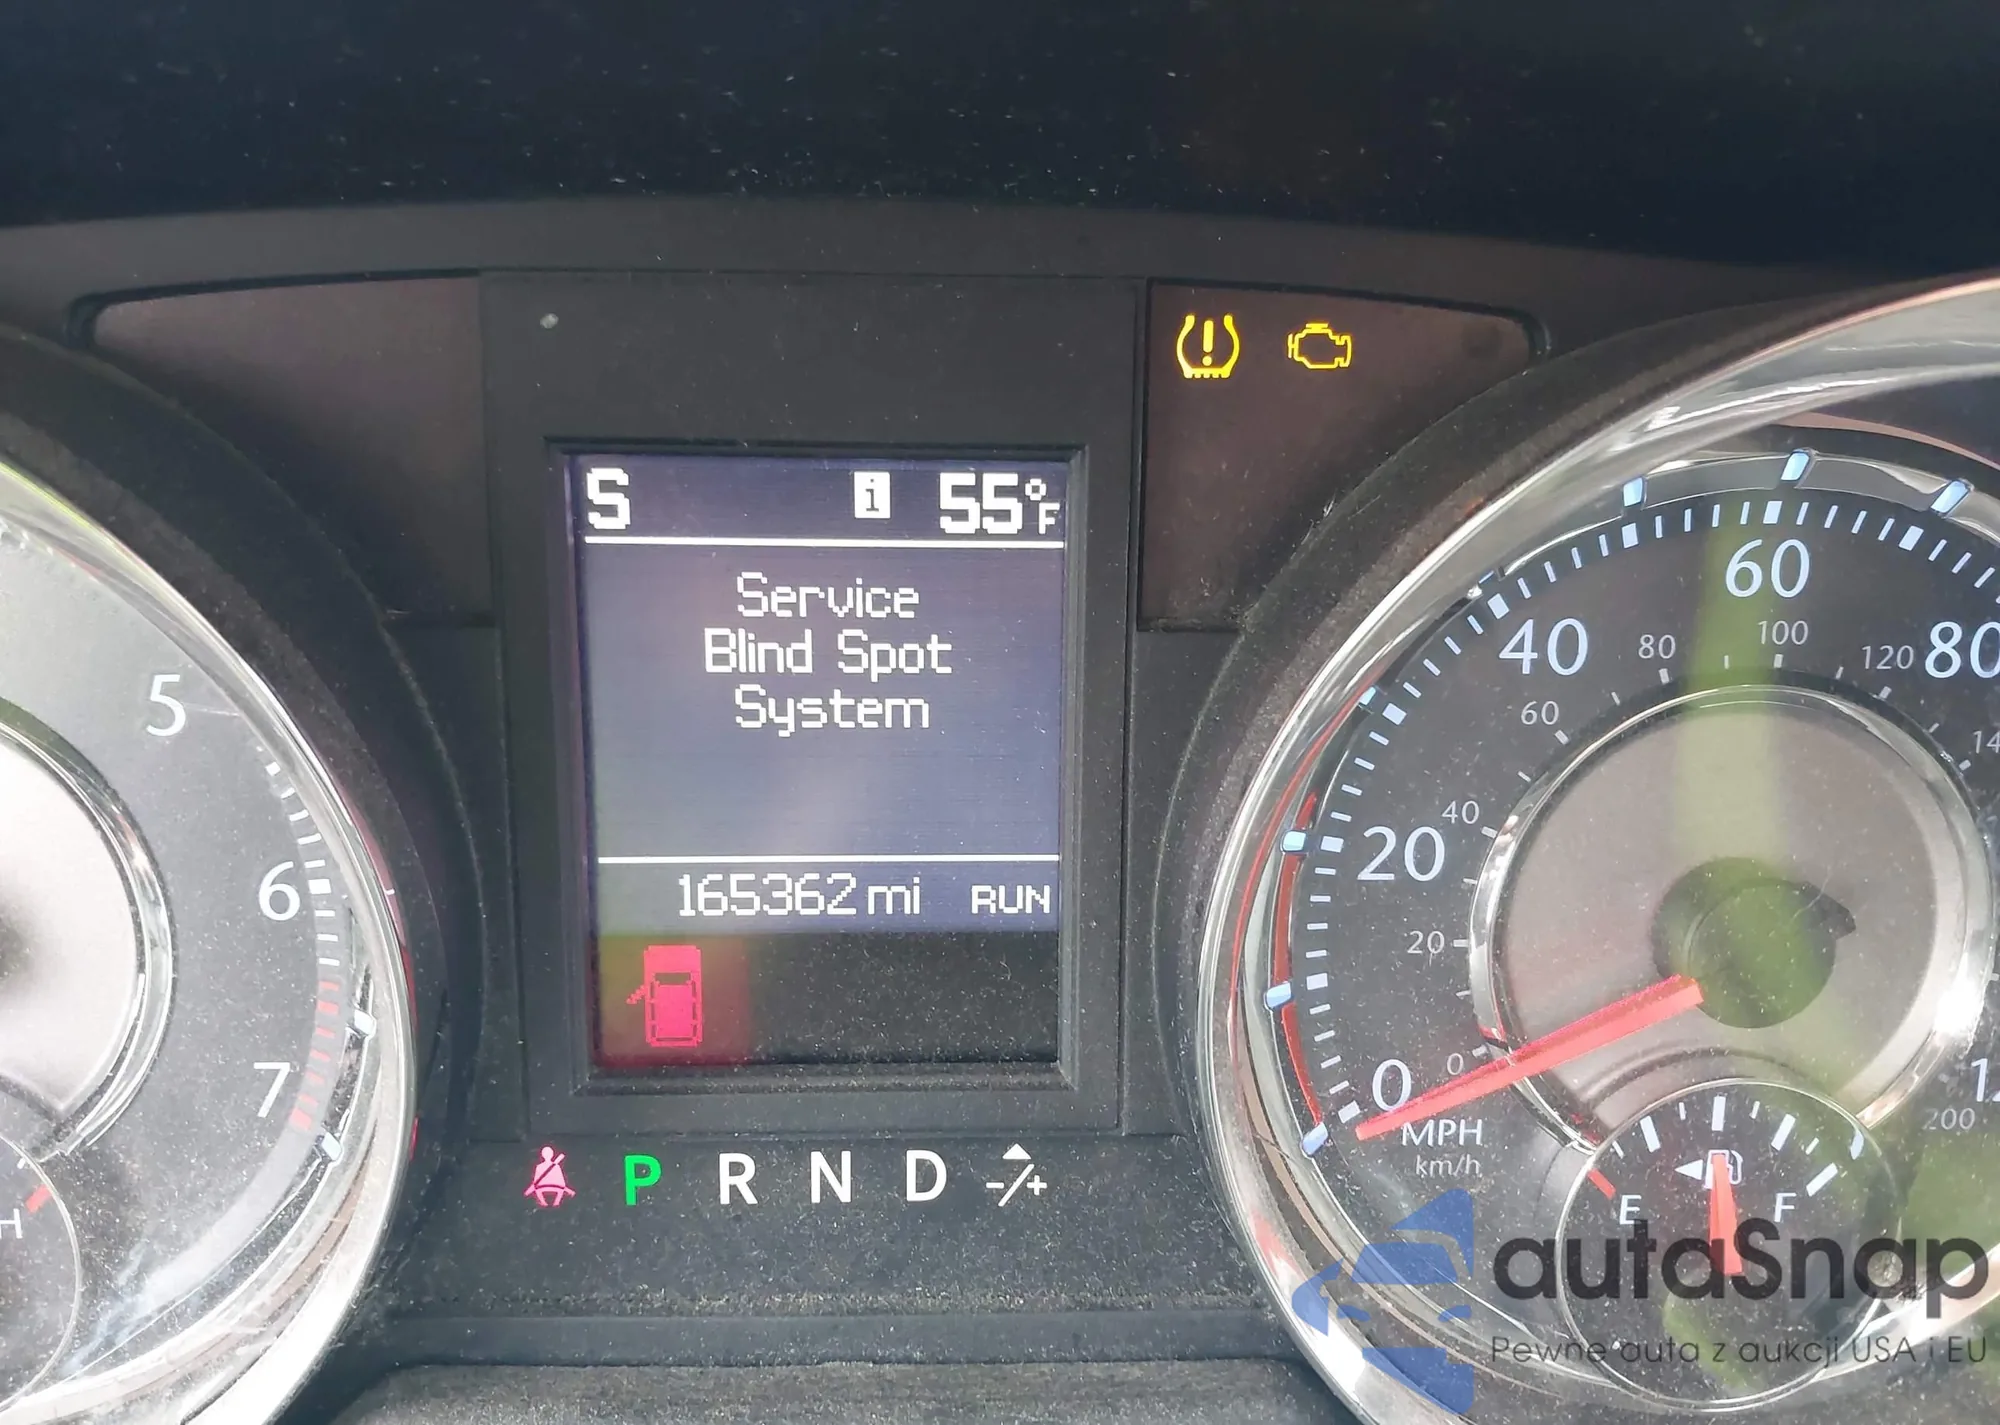 S i 55°F
Service
Blind Spot
System
165362 mi RUN
P R N D -/+
5
6
7
H
0
20
40
60
80
0
20
40
60
80
100
120
200
MPH
km/h
E F
autaSnap
Pewne auta z aukcji USA i EU